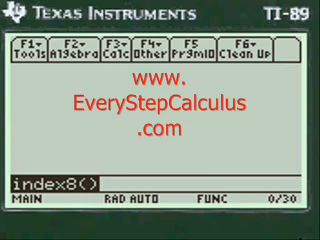 TEXAS INSTRUMENTS TI-89
F1▾ F2▾ F3▾ F4▾ F5 F6▾
Tools Algebra Calc Other PrgmIO Clean Up
www.
EveryStepCalculus
.com
index8()
MAIN RAD AUTO FUNC 0/30